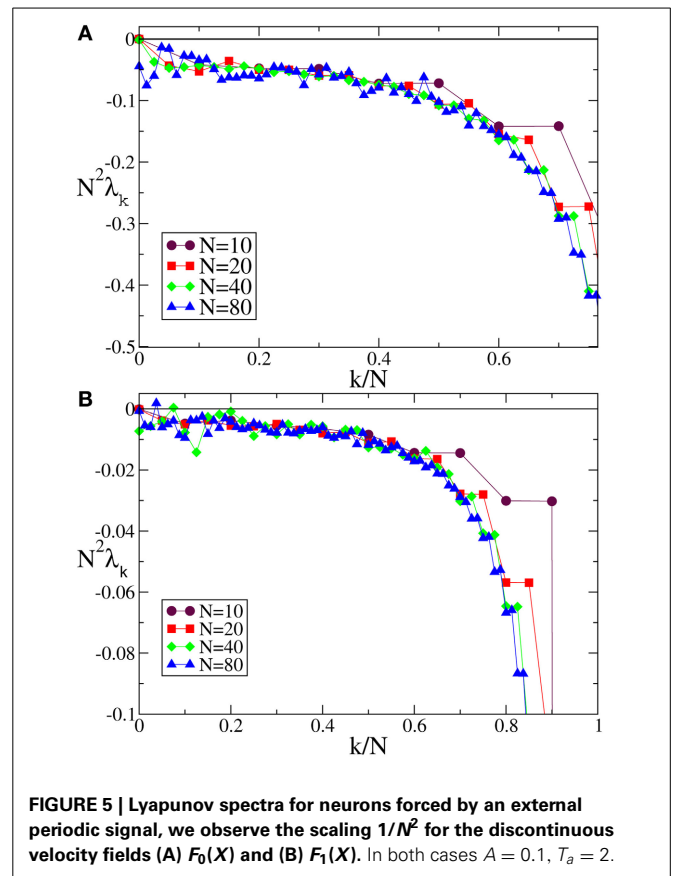 A
0
-0.1
-0.2
-0.3
-0.4
-0.5
N²λₖ
N=10
N=20
N=40
N=80
0 0.2 0.4 0.6
k/N
B
0
-0.02
-0.04
-0.06
-0.08
-0.1
N²λₖ
N=10
N=20
N=40
N=80
0 0.2 0.4 0.6 0.8 1
k/N
FIGURE 5 | Lyapunov spectra for neurons forced by an external
periodic signal, we observe the scaling 1/N² for the discontinuous
velocity fields (A) F₀(X) and (B) F₁(X). In both cases A = 0.1, Tₐ = 2.